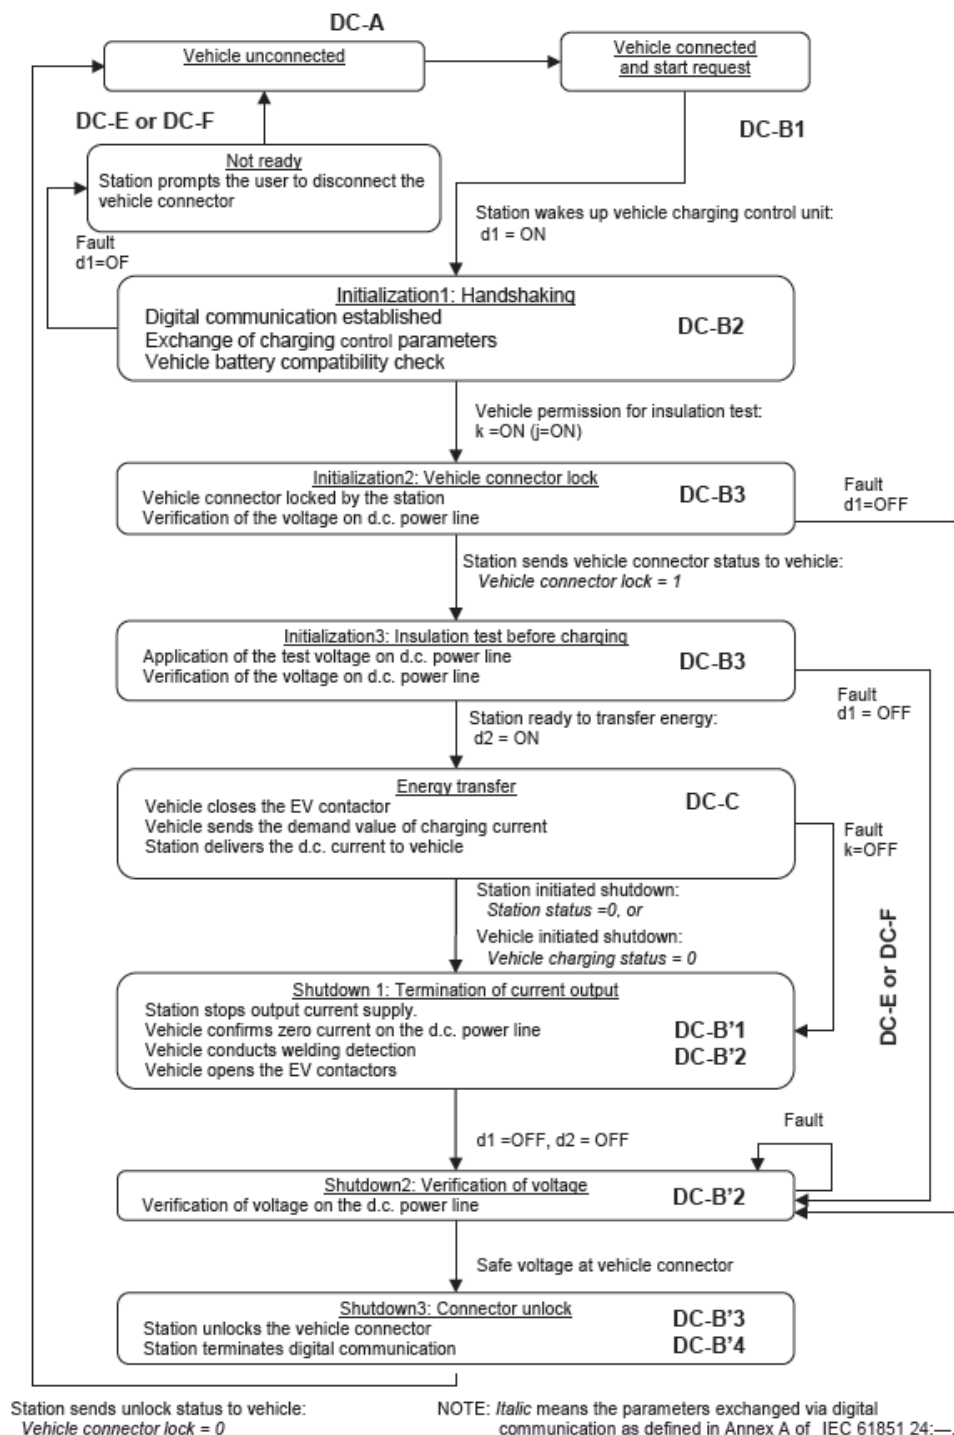 DC-A
Vehicle unconnected
Vehicle connected
and start request
DC-E or DC-F
DC-B1
Not ready
Station prompts the user to disconnect the
vehicle connector
Station wakes up vehicle charging control unit:
d1 = ON
Fault
d1=OF
Initialization1: Handshaking
Digital communication established
Exchange of charging control parameters
Vehicle battery compatibility check
DC-B2
Vehicle permission for insulation test:
k =ON (j=ON)
Initialization2: Vehicle connector lock
Vehicle connector locked by the station
Verification of the voltage on d.c. power line
DC-B3
Fault
d1=OFF
Station sends vehicle connector status to vehicle:
Vehicle connector lock = 1
Initialization3: Insulation test before charging
Application of the test voltage on d.c. power line
Verification of the voltage on d.c. power line
DC-B3
Fault
d1 = OFF
Station ready to transfer energy:
d2 = ON
Energy transfer
Vehicle closes the EV contactor
Vehicle sends the demand value of charging current
Station delivers the d.c. current to vehicle
DC-C
Fault
k=OFF
Station initiated shutdown:
Station status =0, or
Vehicle initiated shutdown:
Vehicle charging status = 0
DC-E or DC-F
Shutdown 1: Termination of current output
Station stops output current supply.
Vehicle confirms zero current on the d.c. power line
Vehicle conducts welding detection
Vehicle opens the EV contactors
DC-B'1
DC-B'2
Fault
d1 =OFF, d2 = OFF
Shutdown2: Verification of voltage
Verification of voltage on the d.c. power line
DC-B'2
Safe voltage at vehicle connector
Shutdown3: Connector unlock
Station unlocks the vehicle connector
Station terminates digital communication
DC-B'3
DC-B'4
Station sends unlock status to vehicle:
Vehicle connector lock = 0
NOTE: Italic means the parameters exchanged via digital
communication as defined in Annex A of IEC 61851 24:—.